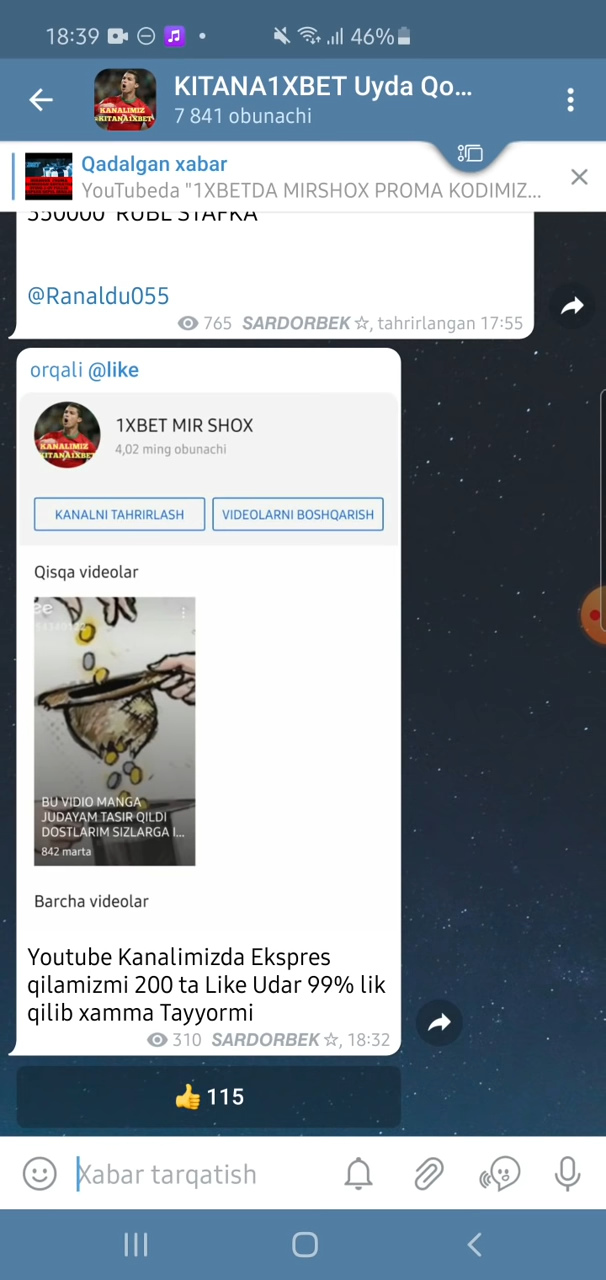 18:39
46%
KITANA1XBET Uyda Qo...
7 841 obunachi
Qadalgan xabar
YouTubeda "1XBETDA MIRSHOX PROMA KODIMIZ...
350000 RUBL STAFKA
@Ranaldu055
765 SARDORBEK☆, tahrirlangan 17:55
orqali @like
1XBET MIR SHOX
4,02 ming obunachi
KANALNI TAHRIRLASH
VIDEOLARNI BOSHQARISH
Qisqa videolar
BU VIDIO MANGA
JUDAYAM TASIR QILDI
DOSTLARIM SIZLARGA I...
842 marta
Barcha videolar
Youtube Kanalimizda Ekspres
qilamizmi 200 ta Like Udar 99% lik
qilib xamma Tayyormi
310 SARDORBEK☆, 18:32
👍 115
Xabar tarqatish